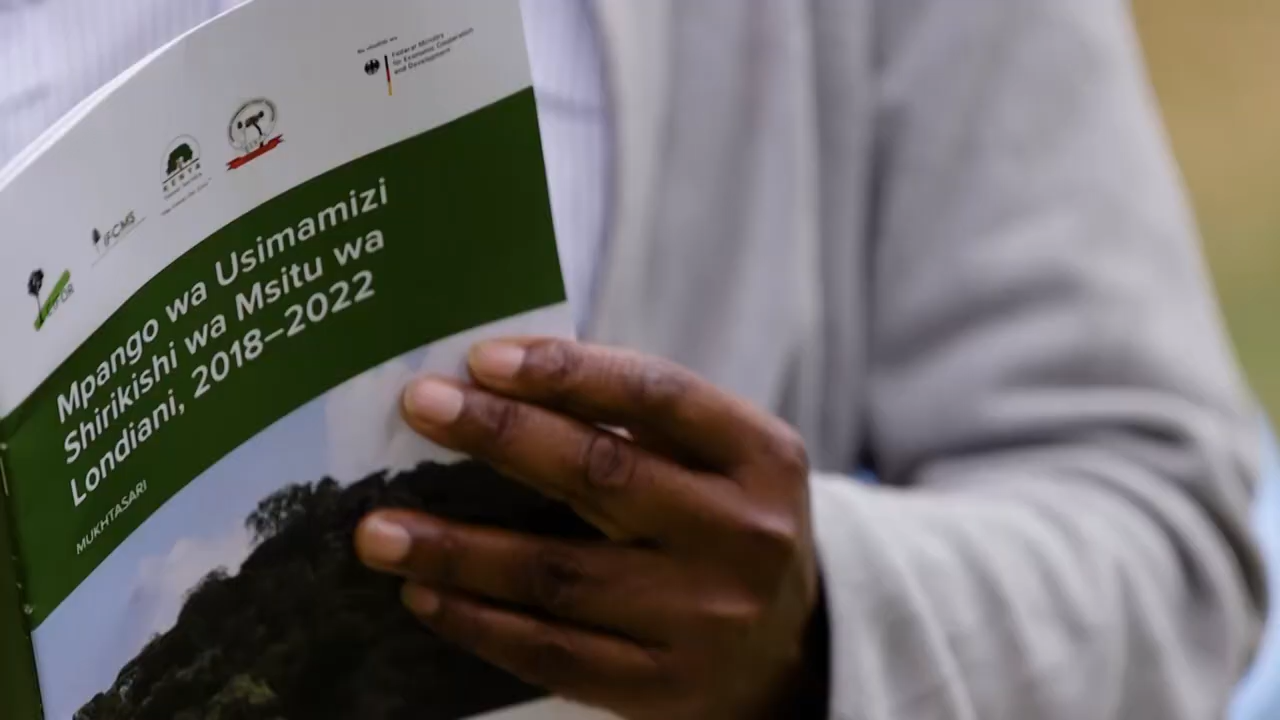 Federal Ministry
for Economic Cooperation
and Development
KENYA
IFCMS
Mpango wa Usimamizi
Shirikishi wa Msitu wa
Londiani, 2018–2022
MUKHTASARI